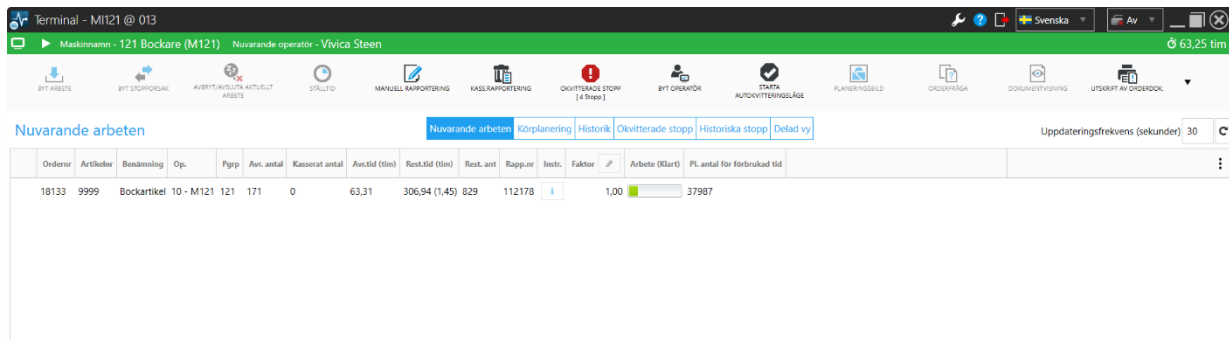 Terminal - MI121 @ 013 Svenska Av
Maskinnamn - 121 Bockare (M121) Nuvarande operatör - Vivica Steen 63,25 tim
BYT ARBETE
BYT STOPPORSAK
AVBRYT/AVSLUTA AKTUELLT
ARBETE
STÄLLTID
MANUELL RAPPORTERING
KASS.RAPPORTERING
OKVITTERADE STOPP
[ 4 Stopp ]
BYT OPERATÖR
STARTA
AUTOKVITTERINGSLÄGE
PLANERINGSBILD
ORDERFRÅGA
DOKUMENTVISNING
UTSKRIFT AV ORDERDOK.
Nuvarande arbeten
Nuvarande arbeten Körplanering Historik Okvitterade stopp Historiska stopp Delad vy
Uppdateringsfrekvens (sekunder) 30
Ordernr Artikelnr Benämning Op. Pgrp Avr. antal Kasserat antal Avr.tid (tim) Rest.tid (tim) Rest. ant Rapp.nr Instr. Faktor Arbete (Klart) Pl. antal för förbrukad tid
18133 9999 Bockartikel 10 - M121 121 171 0 63,31 306,94 (1,45) 829 112178 i 1,00 37987